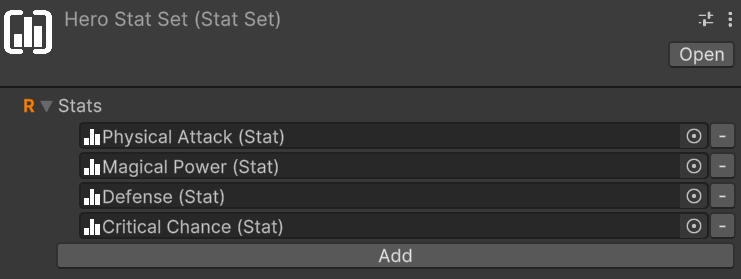 Hero Stat Set (Stat Set)
Open
R Stats
Physical Attack (Stat)
-
Magical Power (Stat)
-
Defense (Stat)
-
Critical Chance (Stat)
-
Add